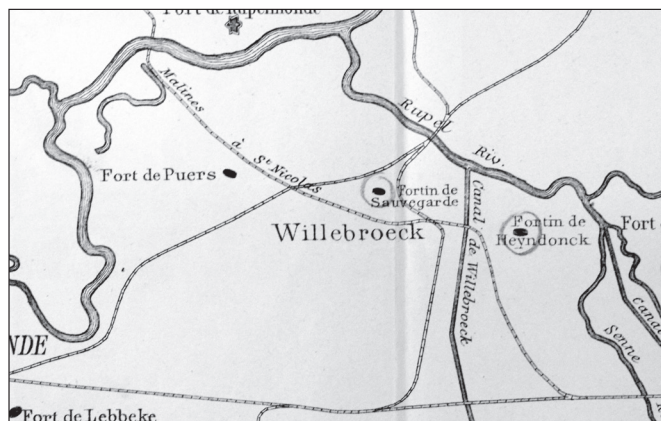 Fort de Rupelmonde
Malines
à
St Nicolas
Rupel
Riv.
Fort de Puers
Fortin de
Sauvegarde
Willebroeck
Canal de Willebroeck
Fortin de
Heyndonck
Fort
Canal
Senne
NDE
Fort de Lebbeke